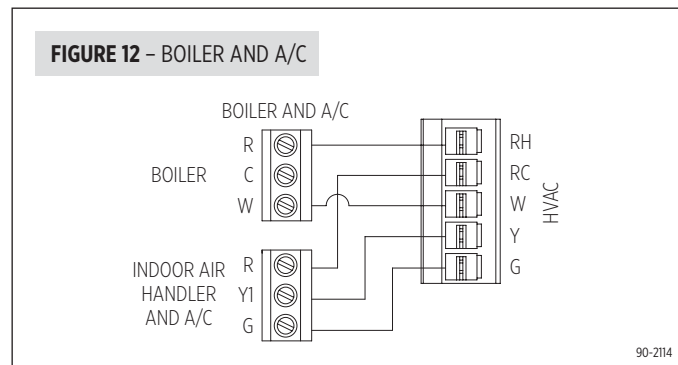 FIGURE 12 – BOILER AND A/C
BOILER AND A/C
BOILER
R
C
W
INDOOR AIR
HANDLER
AND A/C
R
Y1
G
RH
RC
W
Y
G
HVAC
90-2114